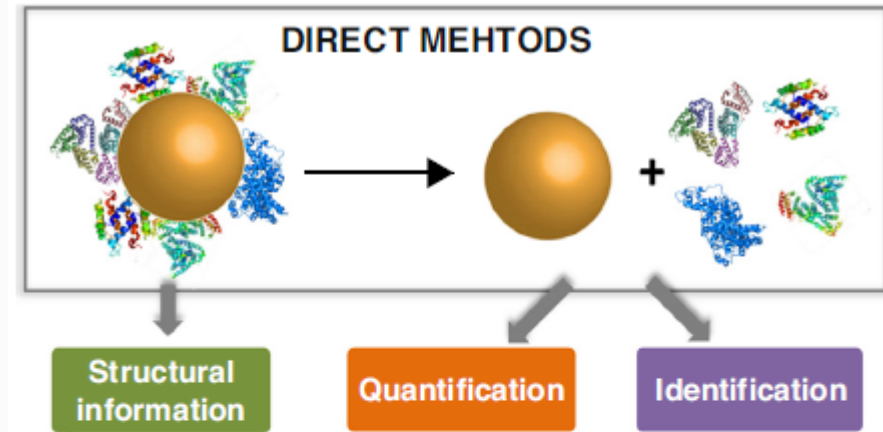 DIRECT MEHTODS
+
Structural
information
Quantification
Identification